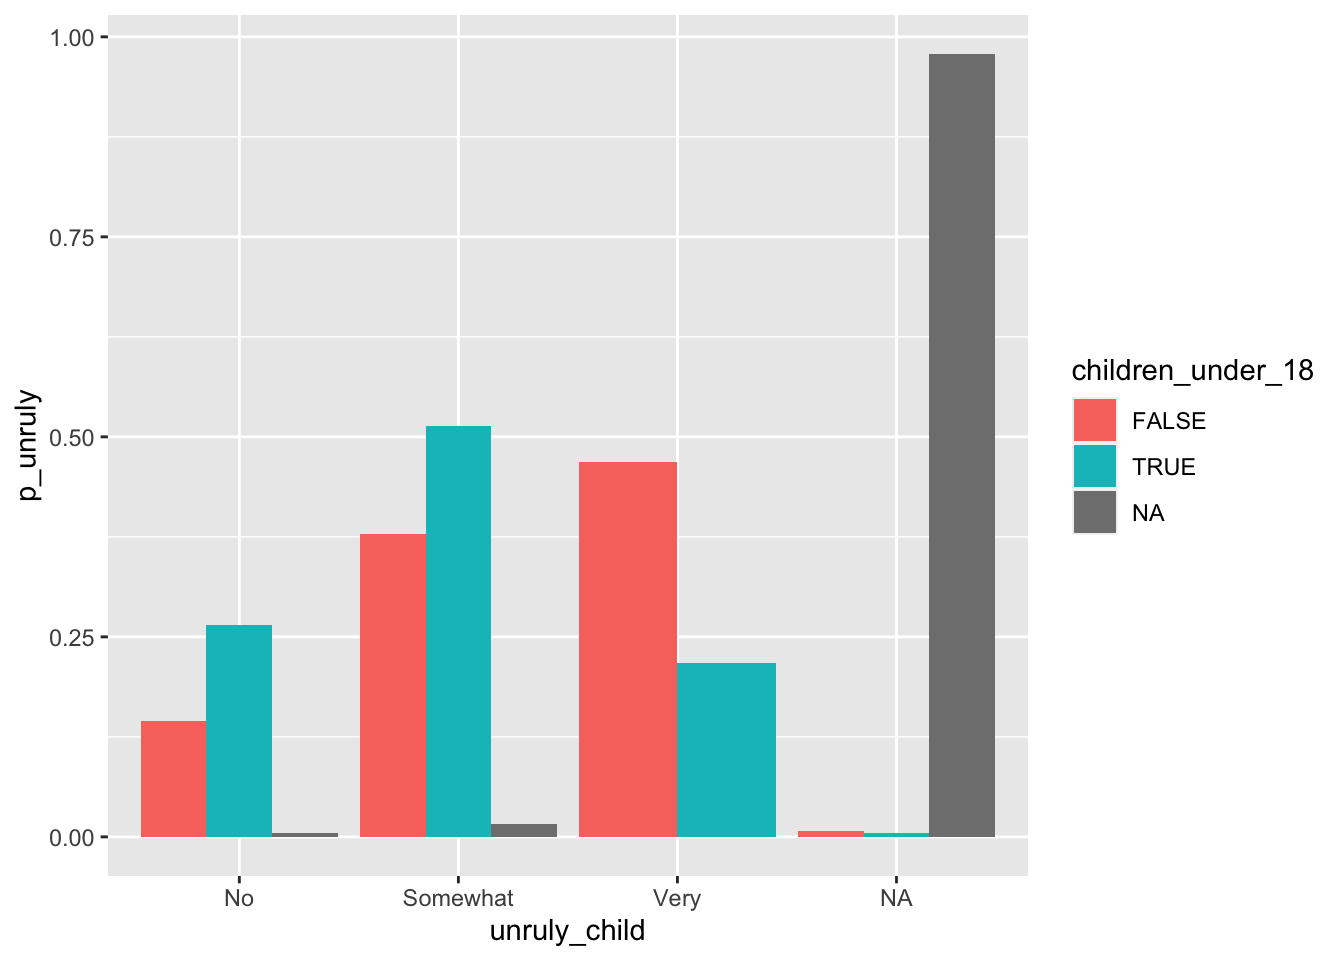 1.00
0.75
0.50
0.25
0.00
p_unruly
No Somewhat Very NA
unruly_child
children_under_18
FALSE
TRUE
NA